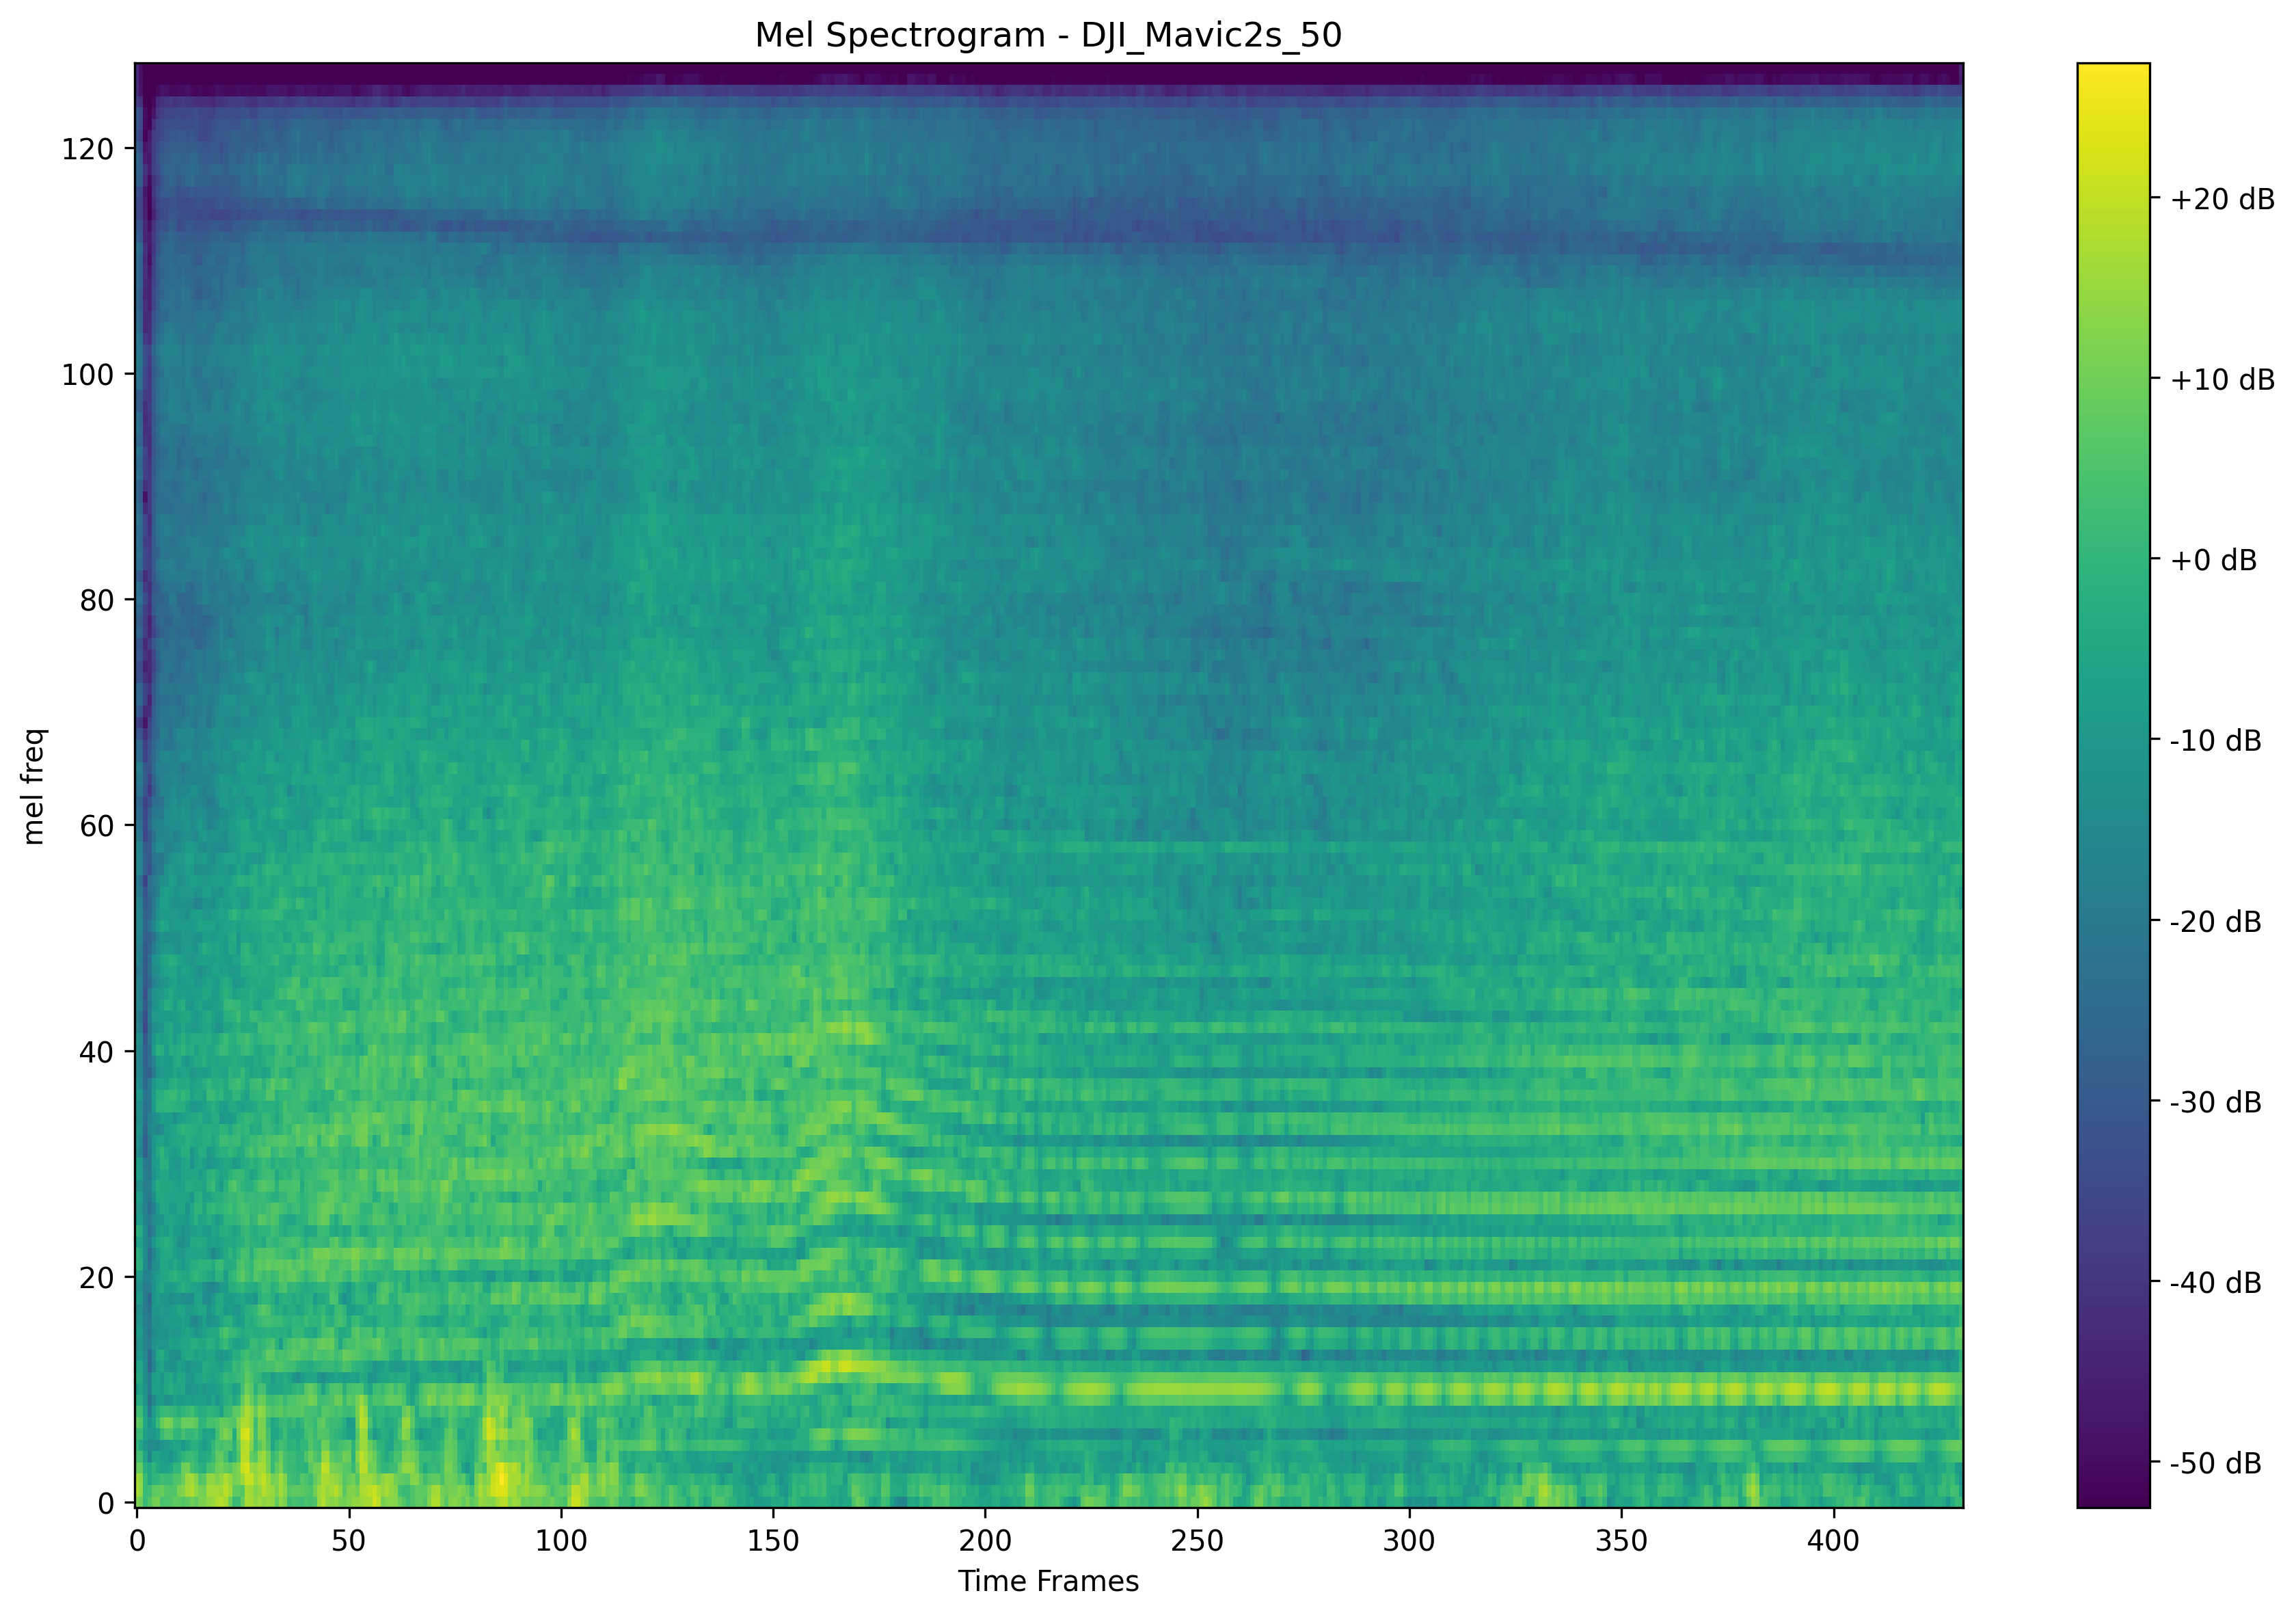 Mel Spectrogram - DJI_Mavic2s_50
mel freq
120
100
80
60
40
20
0
0 50 100 150 200 250 300 350 400
Time Frames
+20 dB
+10 dB
+0 dB
-10 dB
-20 dB
-30 dB
-40 dB
-50 dB